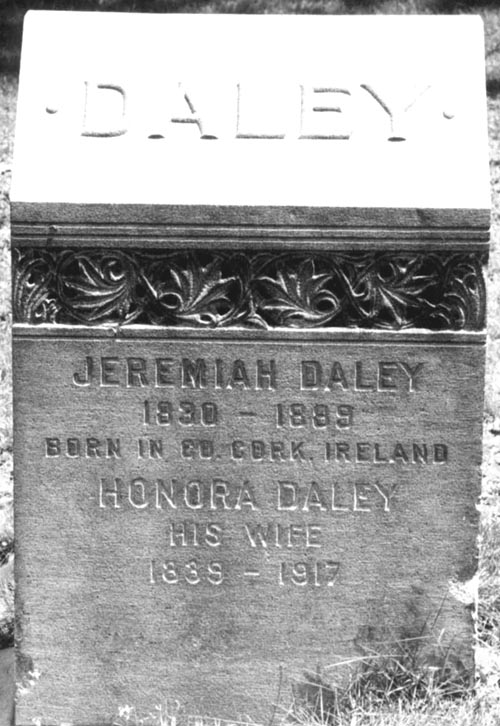 · DALEY ·
JEREMIAH DALEY
1830 - 1889
BORN IN CO. CORK, IRELAND
HONORA DALEY
HIS WIFE
1839 - 1917